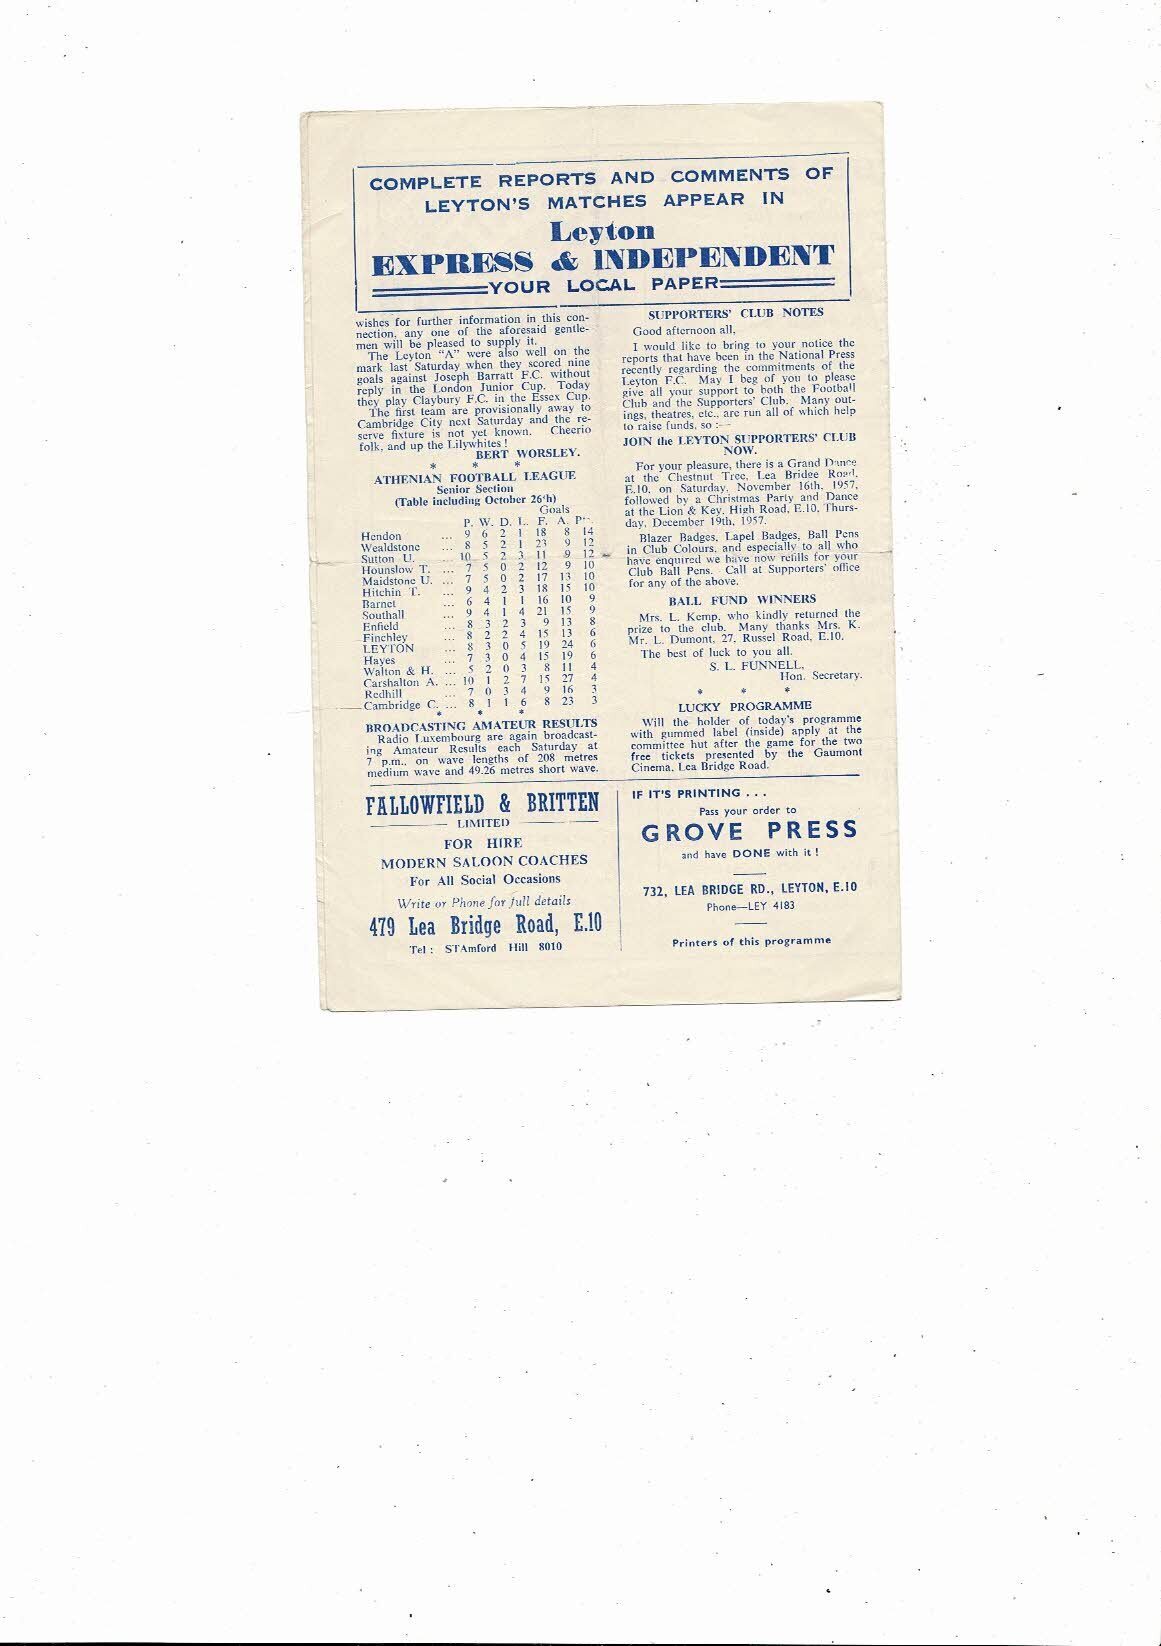 COMPLETE REPORTS AND COMMENTS OF
LEYTON'S MATCHES APPEAR IN
Leyton
EXPRESS & INDEPENDENT
YOUR LOCAL PAPER
wishes for further information in this con-
nection, any one of the aforesaid gentle-
men will be pleased to supply it.
The Leyton "A" were also well on the
mark last Saturday when they scored nine
goals against Joseph Barratt F.C. without
reply in the London Junior Cup. Today
they play Claybury F.C. in the Essex Cup.
The first team are provisionally away to
Cambridge City next Saturday and the re-
serve fixture is not yet known. Cheerio
folk, and up the Lilywhites!
BERT WORSLEY.
* * *
ATHENIAN FOOTBALL LEAGUE
Senior Section
(Table including October 26th)
Goals
P. W. D. L. F. A. Pts.
Hendon ... 9 6 2 1 18 8 14
Wealdstone ... 8 5 2 1 23 9 12
Sutton U. ... 10 5 2 3 11 9 12
Hounslow T. ... 7 5 0 2 12 9 10
Maidstone U. ... 7 5 0 2 17 13 10
Hitchin T. ... 9 4 2 3 18 15 10
Barnet ... 6 4 1 1 16 10 9
Southall ... 9 4 1 4 21 15 9
Enfield ... 8 3 2 3 9 13 8
Finchley ... 8 2 2 4 15 13 6
LEYTON ... 8 3 0 5 19 24 6
Hayes ... 7 3 0 4 15 19 6
Walton & H. ... 5 2 0 3 8 11 4
Carshalton A. ... 10 1 2 7 15 27 4
Redhill ... 7 0 3 4 9 16 3
Cambridge C. ... 8 1 1 6 8 23 3
* * *
BROADCASTING AMATEUR RESULTS
Radio Luxembourg are again broadcast-
ing Amateur Results each Saturday at
7 p.m., on wave lengths of 208 metres
medium wave and 49.26 metres short wave.
SUPPORTERS' CLUB NOTES
Good afternoon all,
I would like to bring to your notice the
reports that have been in the National Press
recently regarding the commitments of the
Leyton F.C. May I beg of you to please
give all your support to both the Football
Club and the Supporters' Club. Many out-
ings, theatres, etc., are run all of which help
to raise funds, so :—
JOIN the LEYTON SUPPORTERS' CLUB
NOW.
For your pleasure, there is a Grand Dance
at the Chestnut Tree, Lea Bridge Road,
E.10, on Saturday, November 16th, 1957,
followed by a Christmas Party and Dance
at the Lion & Key, High Road, E.10, Thurs-
day, December 19th, 1957.
Blazer Badges, Lapel Badges, Ball Pens
in Club Colours, and especially to all who
have enquired we have now refills for your
Club Ball Pens. Call at Supporters' office
for any of the above.
BALL FUND WINNERS
Mrs. L. Kemp, who kindly returned the
prize to the club. Many thanks Mrs. K.
Mr. L. Dumont, 27, Russel Road, E.10.
The best of luck to you all.
S. L. FUNNELL,
Hon. Secretary.
* * *
LUCKY PROGRAMME
Will the holder of today's programme
with gummed label (inside) apply at the
committee hut after the game for the two
free tickets presented by the Gaumont
Cinema, Lea Bridge Road.
FALLOWFIELD & BRITTEN
LIMITED
FOR HIRE
MODERN SALOON COACHES
For All Social Occasions
Write or Phone for full details
479 Lea Bridge Road, E.10
Tel : STAmford Hill 8010
IF IT'S PRINTING . . .
Pass your order to
GROVE PRESS
and have DONE with it !
732, LEA BRIDGE RD., LEYTON, E.10
Phone—LEY 4183
Printers of this programme